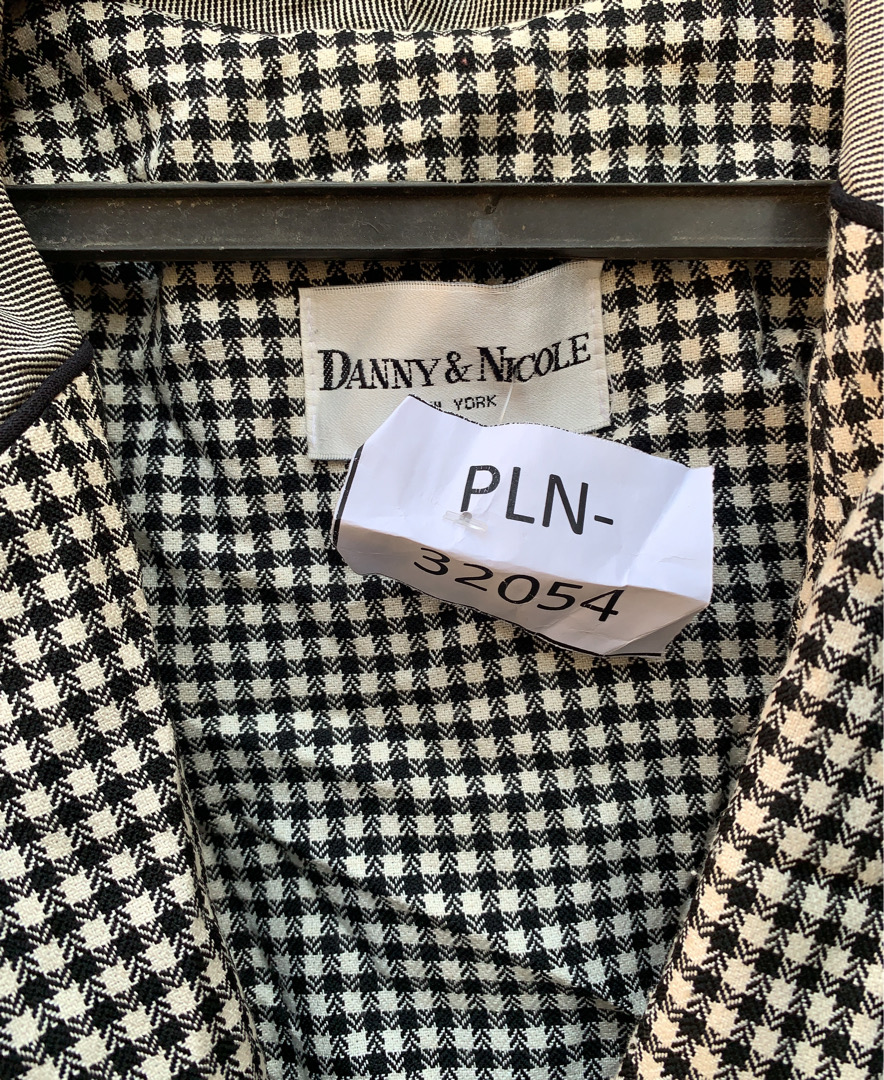 DANNY & NICOLE
YORK
PLN-
32054